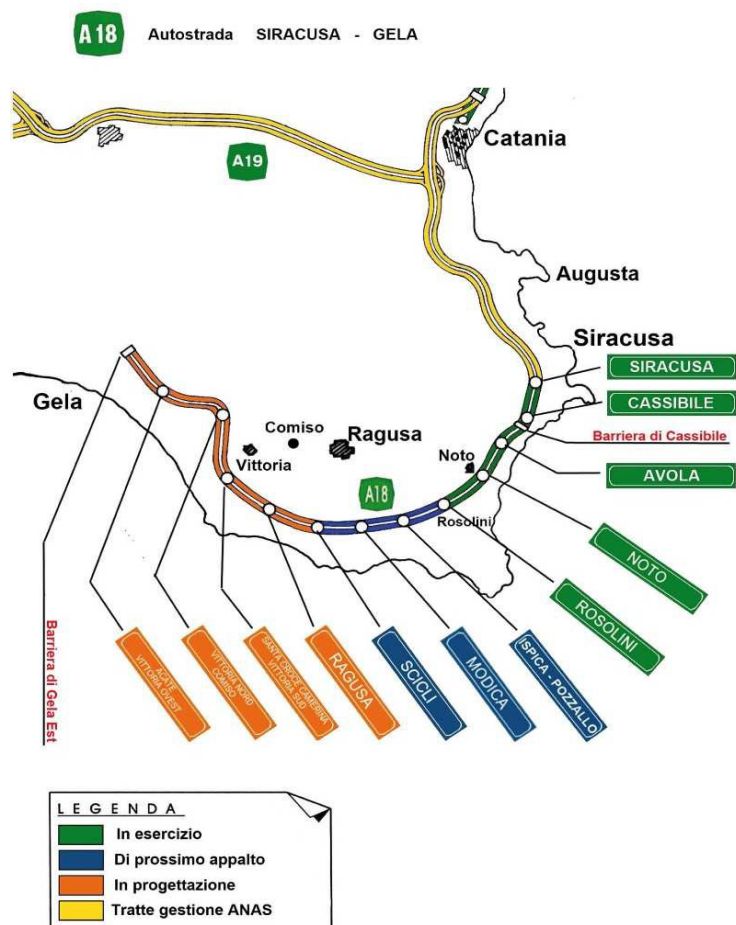 A18 Autostrada SIRACUSA - GELA
Catania
A19
Augusta
Siracusa
SIRACUSA
Gela
CASSIBILE
Comiso
Ragusa
Barriera di Cassibile
Noto
Vittoria
AVOLA
A18
Rosolini
NOTO
ROSOLINI
Barriera di Gela Est
ACATE
VITTORIA OVEST
VITTORIA NORD
COMISO
SANTA CROCE CAMERINA
VITTORIA SUD
RAGUSA
SCICLI
MODICA
ISPICA - POZZALLO
LEGENDA
In esercizio
Di prossimo appalto
In progettazione
Tratte gestione ANAS